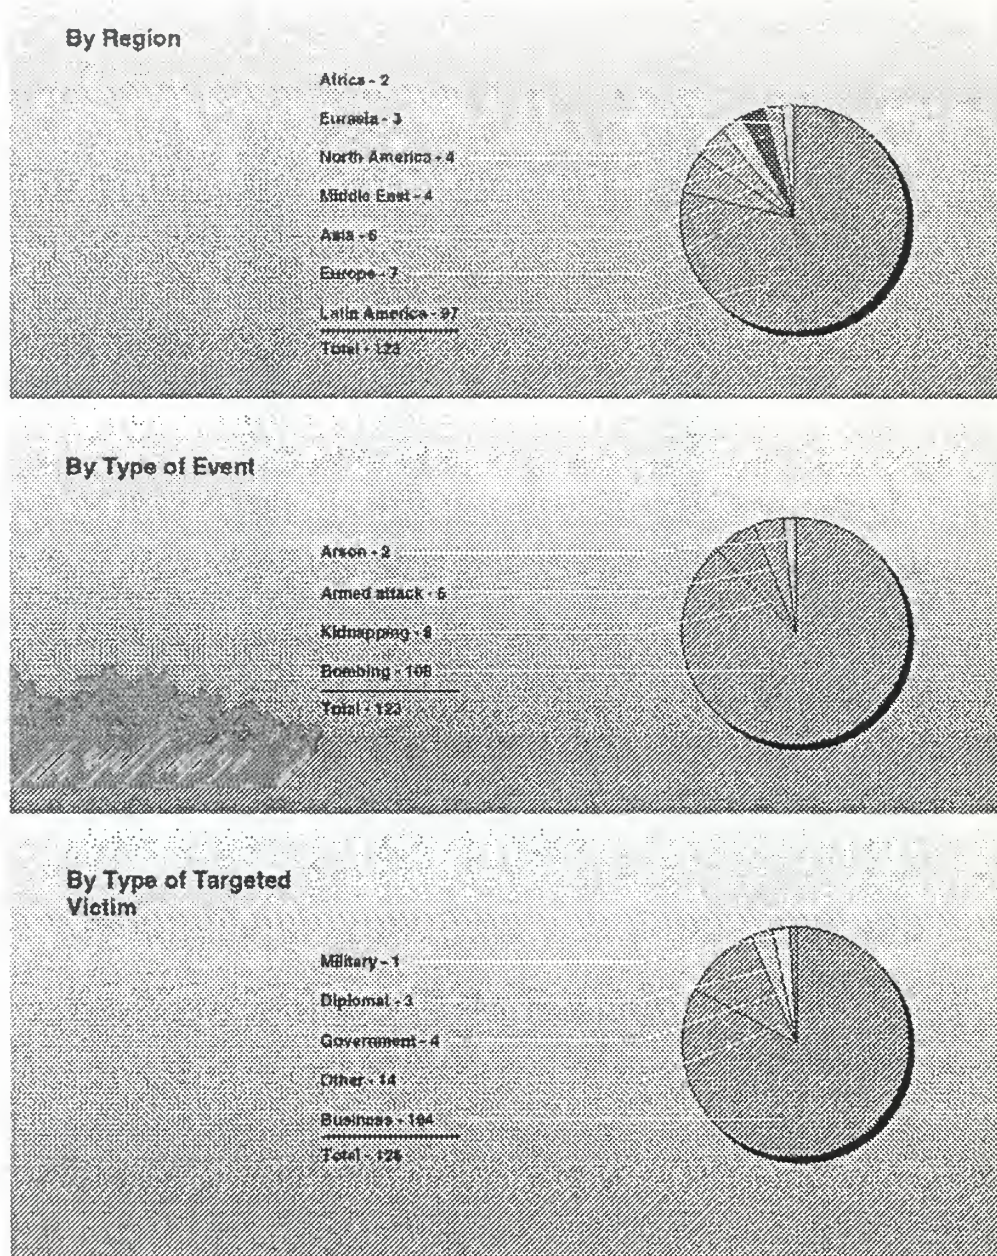 By Region
Africa - 2
Eurasia - 3
North America - 4
Middle East - 4
Asia - 6
Europe - 7
Latin America - 97
Total - 123
By Type of Event
Arson - 2
Armed attack - 5
Kidnapping - 8
Bombing - 108
Total - 123
By Type of Targeted
Victim
Military - 1
Diplomat - 3
Government - 4
Other - 14
Business - 104
Total - 126